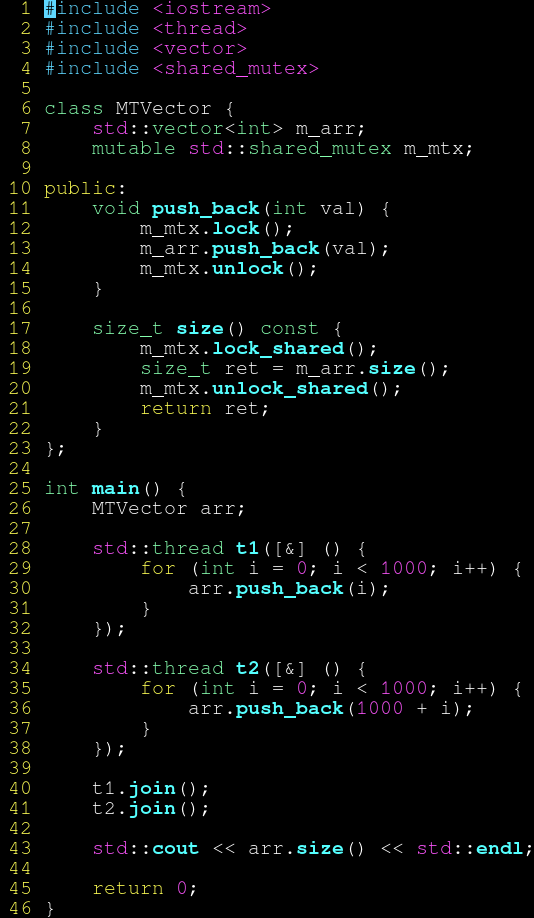 1 #include <iostream>
2 #include <thread>
3 #include <vector>
4 #include <shared_mutex>
5
6 class MTVector {
7     std::vector<int> m_arr;
8     mutable std::shared_mutex m_mtx;
9
10 public:
11     void push_back(int val) {
12         m_mtx.lock();
13         m_arr.push_back(val);
14         m_mtx.unlock();
15     }
16
17     size_t size() const {
18         m_mtx.lock_shared();
19         size_t ret = m_arr.size();
20         m_mtx.unlock_shared();
21         return ret;
22     }
23 };
24
25 int main() {
26     MTVector arr;
27
28     std::thread t1([&] () {
29         for (int i = 0; i < 1000; i++) {
30             arr.push_back(i);
31         }
32     });
33
34     std::thread t2([&] () {
35         for (int i = 0; i < 1000; i++) {
36             arr.push_back(1000 + i);
37         }
38     });
39
40     t1.join();
41     t2.join();
42
43     std::cout << arr.size() << std::endl;
44
45     return 0;
46 }